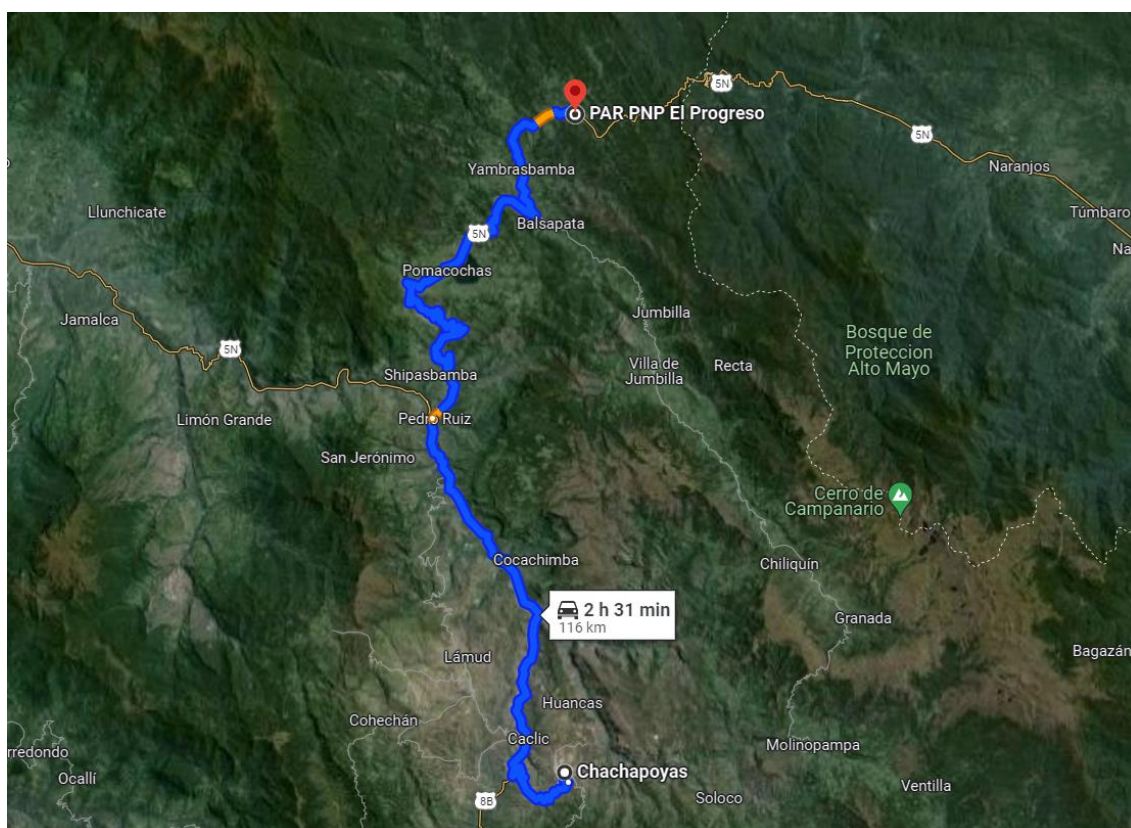 5N
PAR PNP El Progreso
5N
Naranjos
Yambrasbamba
Llunchicate
Túmbaro
Balsapata
5N
Na
Pomacochas
Jumbilla
Jamalca
Bosque de
Proteccion
Alto Mayo
5N
Villa de
Jumbilla
Recta
Shipasbamba
Limón Grande
Pedro Ruiz
San Jerónimo
Cerro de
Campanario
Cocachimba
Chiliquín
2 h 31 min
116 km
Granada
Lámud
Bagazán
Huancas
Cohechán
Caclic
Molinopampa
rredondo
Chachapoyas
Ocallí
Ventilla
8B
Soloco